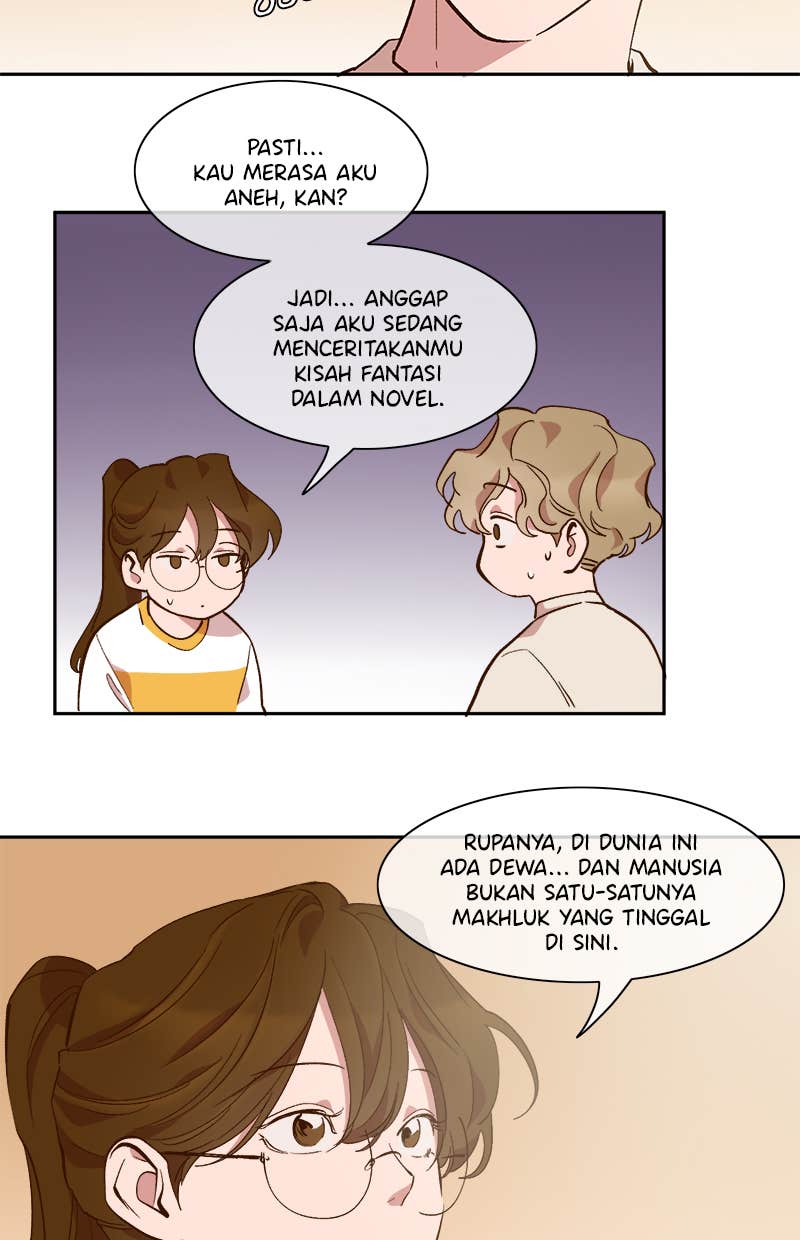 PASTI...
KAU MERASA AKU
ANEH, KAN?
JADI... ANGGAP
SAJA AKU SEDANG
MENCERITAKANMU
KISAH FANTASI
DALAM NOVEL.
RUPANYA, DI DUNIA INI
ADA DEWA... DAN MANUSIA
BUKAN SATU-SATUNYA
MAKHLUK YANG TINGGAL
DI SINI.